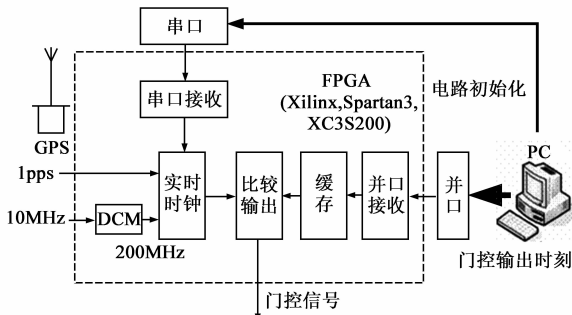 串口
串口接收
FPGA
(Xilinx,Spartan3,
XC3S200)
电路初始化
GPS
PC
1pps
实时
时钟
比较
输出
缓
存
并口
接收
并
口
10MHz
DCM
200MHz
门控输出时刻
门控信号